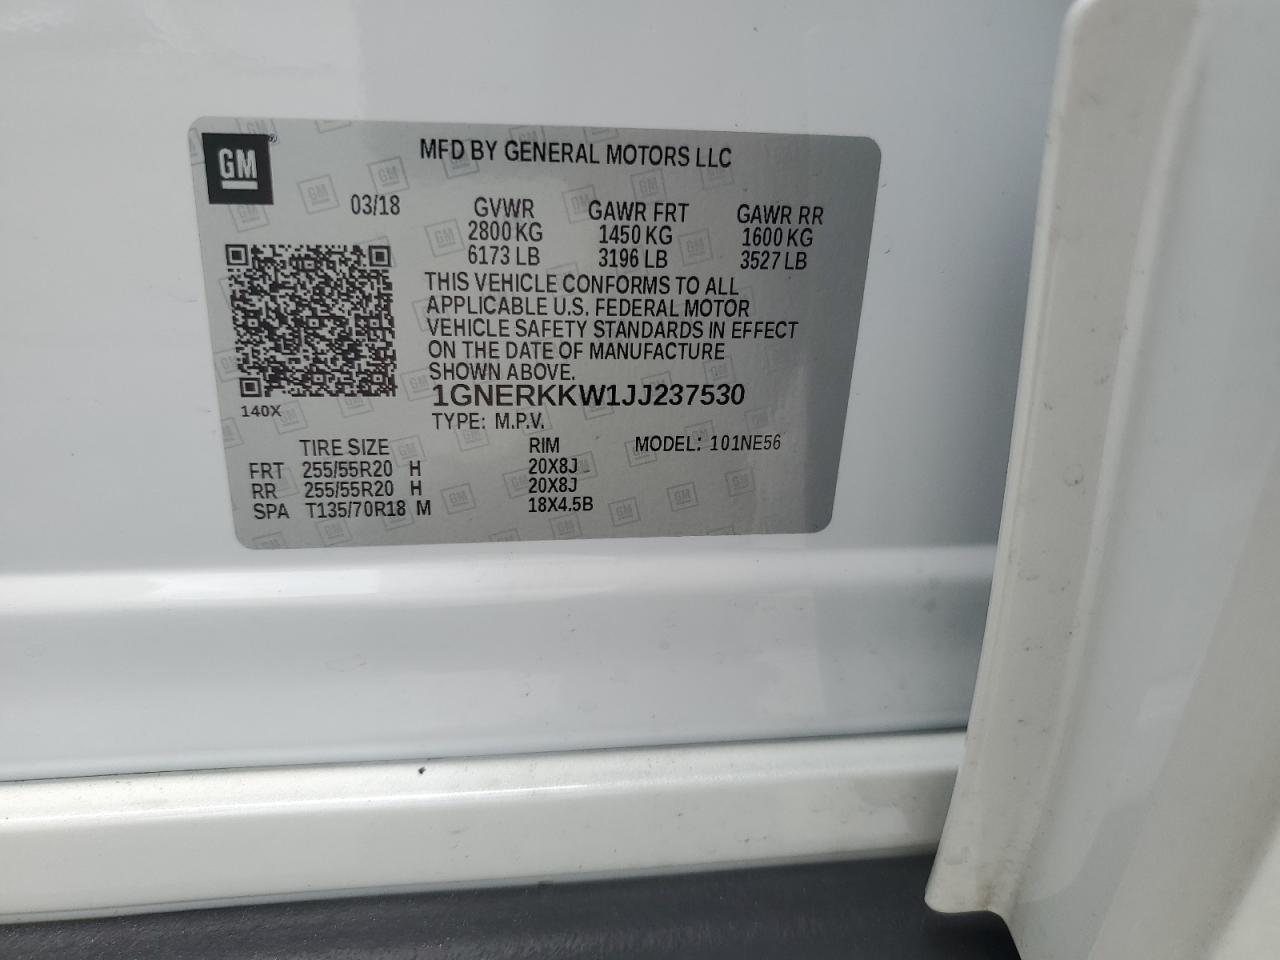 GM
MFD BY GENERAL MOTORS LLC
03/18 GVWR GAWR FRT GAWR RR
2800 KG 1450 KG 1600 KG
6173 LB 3196 LB 3527 LB
THIS VEHICLE CONFORMS TO ALL
APPLICABLE U.S. FEDERAL MOTOR
VEHICLE SAFETY STANDARDS IN EFFECT
ON THE DATE OF MANUFACTURE
SHOWN ABOVE.
1GNERKKW1JJ237530
140X
TYPE: M.P.V.
TIRE SIZE RIM MODEL: 101NE56
FRT 255/55R20 H 20X8J
RR 255/55R20 H 20X8J
SPA T135/70R18 M 18X4.5B